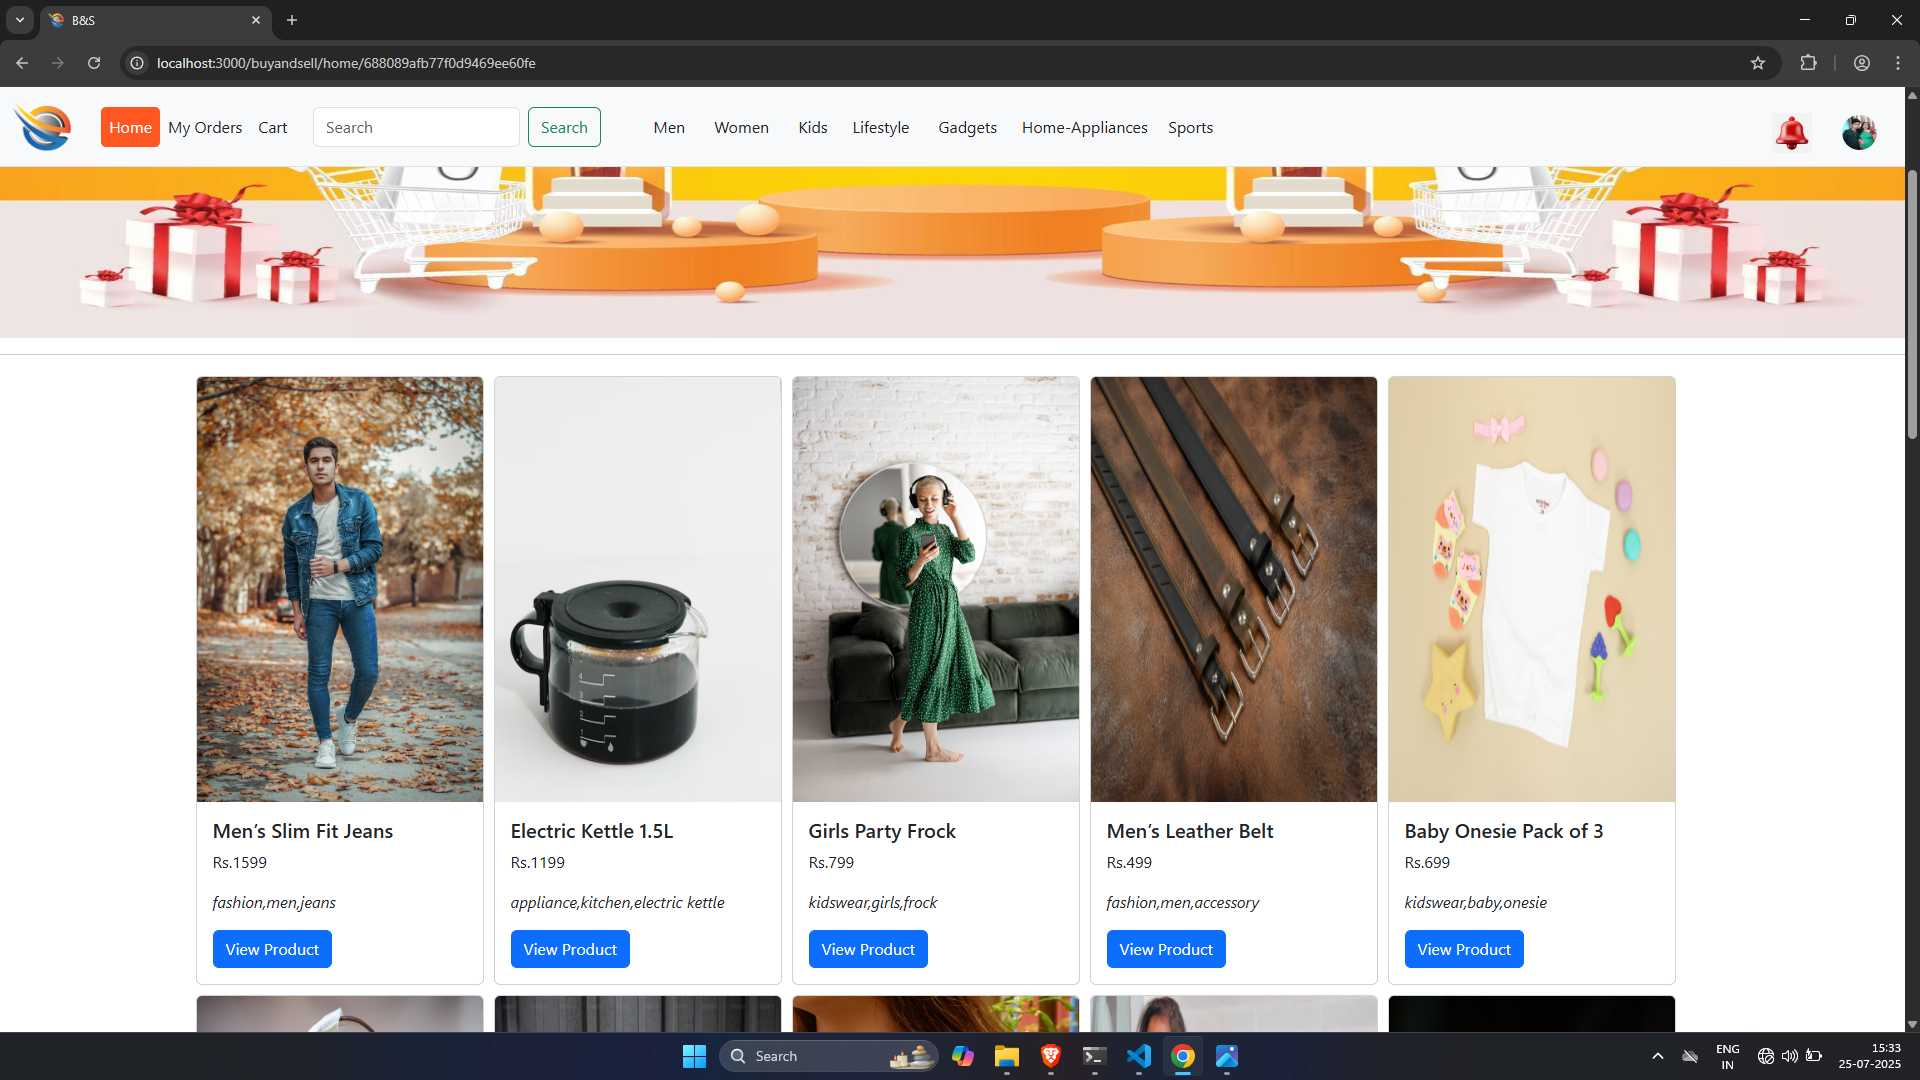 B&S
localhost:3000/buyandsell/home/688089afb77f0d9469ee60fe
Home My Orders Cart Search Search Men Women Kids Lifestyle Gadgets Home-Appliances Sports
4
3
2
1
Men's Slim Fit Jeans
Rs.1599
fashion,men,jeans
View Product
Electric Kettle 1.5L
Rs.1199
appliance,kitchen,electric kettle
View Product
Girls Party Frock
Rs.799
kidswear,girls,frock
View Product
Men's Leather Belt
Rs.499
fashion,men,accessory
View Product
Baby Onesie Pack of 3
Rs.699
kidswear,baby,onesie
View Product
Search
ENG
IN
15:33
25-07-2025